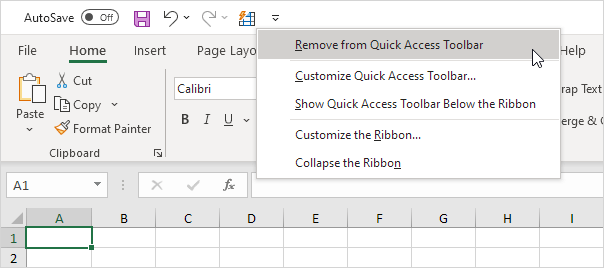 AutoSave Off
File Home Insert Page Layo Help
Remove from Quick Access Toolbar
Customize Quick Access Toolbar...
Show Quick Access Toolbar Below the Ribbon
Customize the Ribbon...
Collapse the Ribbon
Paste
Cut
Copy
Format Painter
Clipboard
Calibri
B I U
rap Text
erge &
A1
fx
A B C D E F G H I
1
2